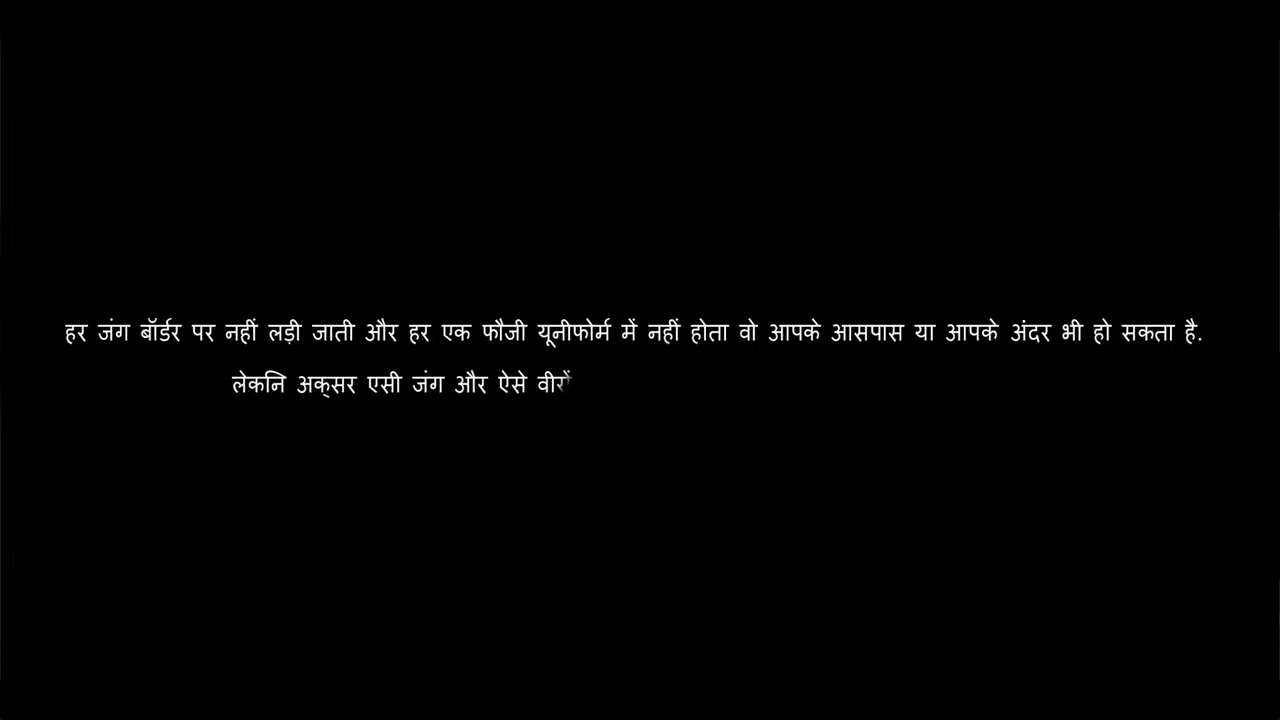 हर जंग बॉर्डर पर नहीं लड़ी जाती और हर एक फौजी यूनीफोर्म में नहीं होता वो आपके आसपास या आपके अंदर भी हो सकता है.
लेकनि अक्‌सर एसी जंग और ऐसे वीरों